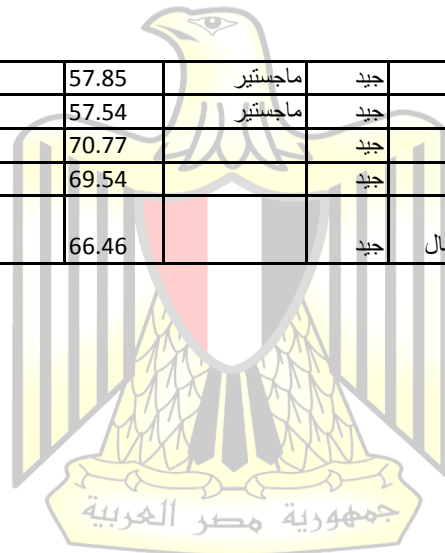 جيد ماجستير 57.85
جيد ماجستير 57.54
جيد 70.77
جيد 69.54
جيد 66.46
جمهورية مصر العربية